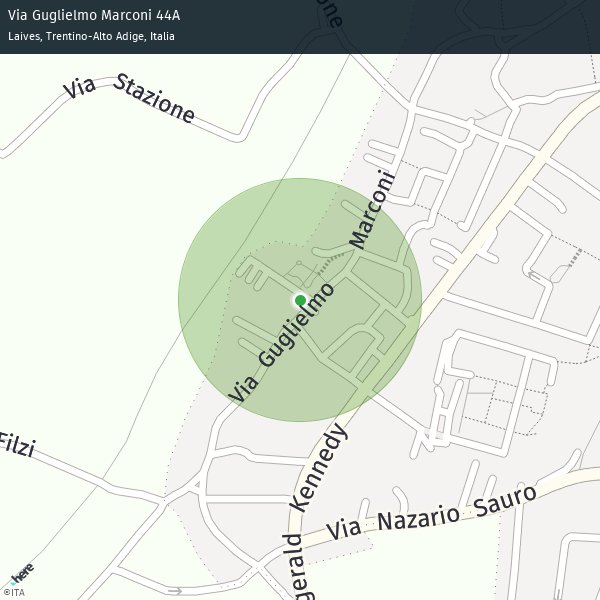 Via Guglielmo Marconi 44A
Laives, Trentino-Alto Adige, Italia
one
Via Stazione
Via Guglielmo Marconi
Filzi
gerald Kennedy
Via Nazario Sauro
here
©ITA